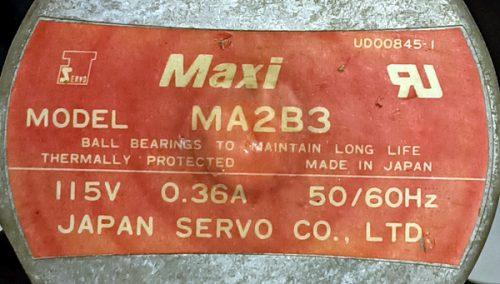 UD00845-1
J SERVO
Maxi
RU
MODEL MA2B3
BALL BEARINGS TO MAINTAIN LONG LIFE
THERMALLY PROTECTED MADE IN JAPAN
115V 0.36A 50/60Hz
JAPAN SERVO CO., LTD.